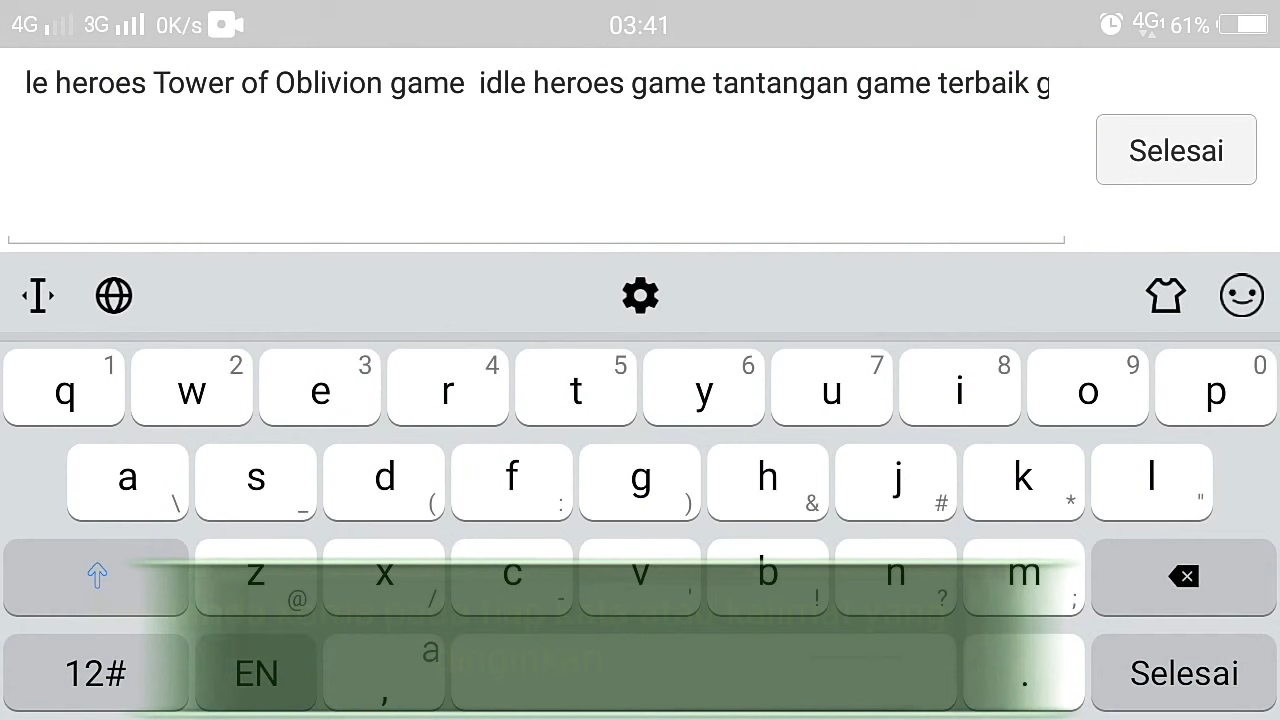 4G 3G 0K/s 03:41 4G1 61%
le heroes Tower of Oblivion game idle heroes game tantangan game terbaik g
Selesai
q 1 w 2 e 3 r 4 t 5 y 6 u 7 i 8 o 9 p 0
a \ s _ d ( f : g ) h & j # k * l "
z @ x / c - v ' b ! n ? m ;
12# EN , a . Selesai